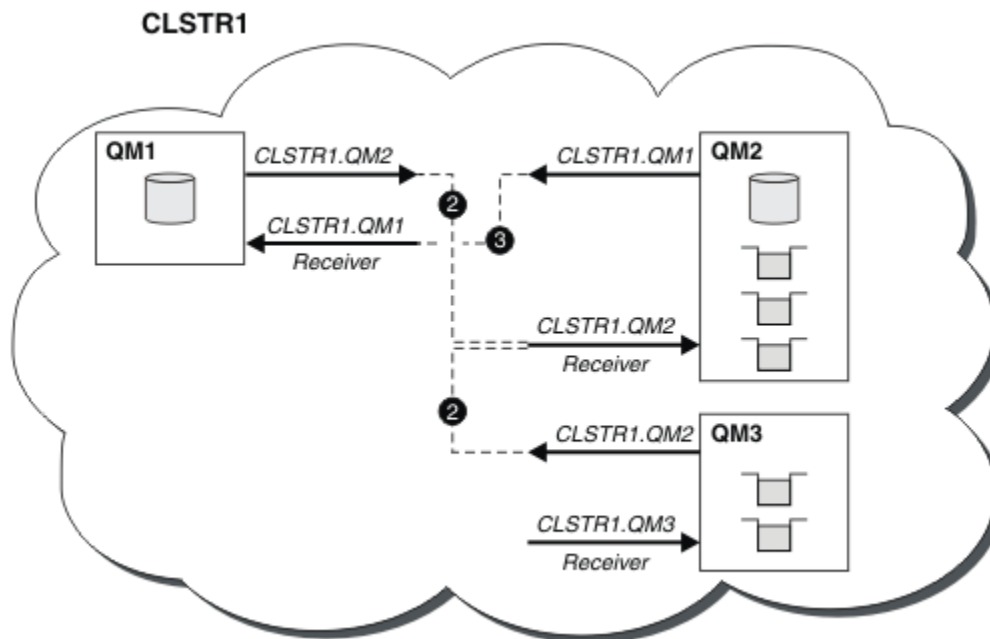 CLSTR1
QM1
CLSTR1.QM2
CLSTR1.QM1
QM2
2
CLSTR1.QM1
3
Receiver
CLSTR1.QM2
Receiver
2
CLSTR1.QM2
QM3
CLSTR1.QM3
Receiver